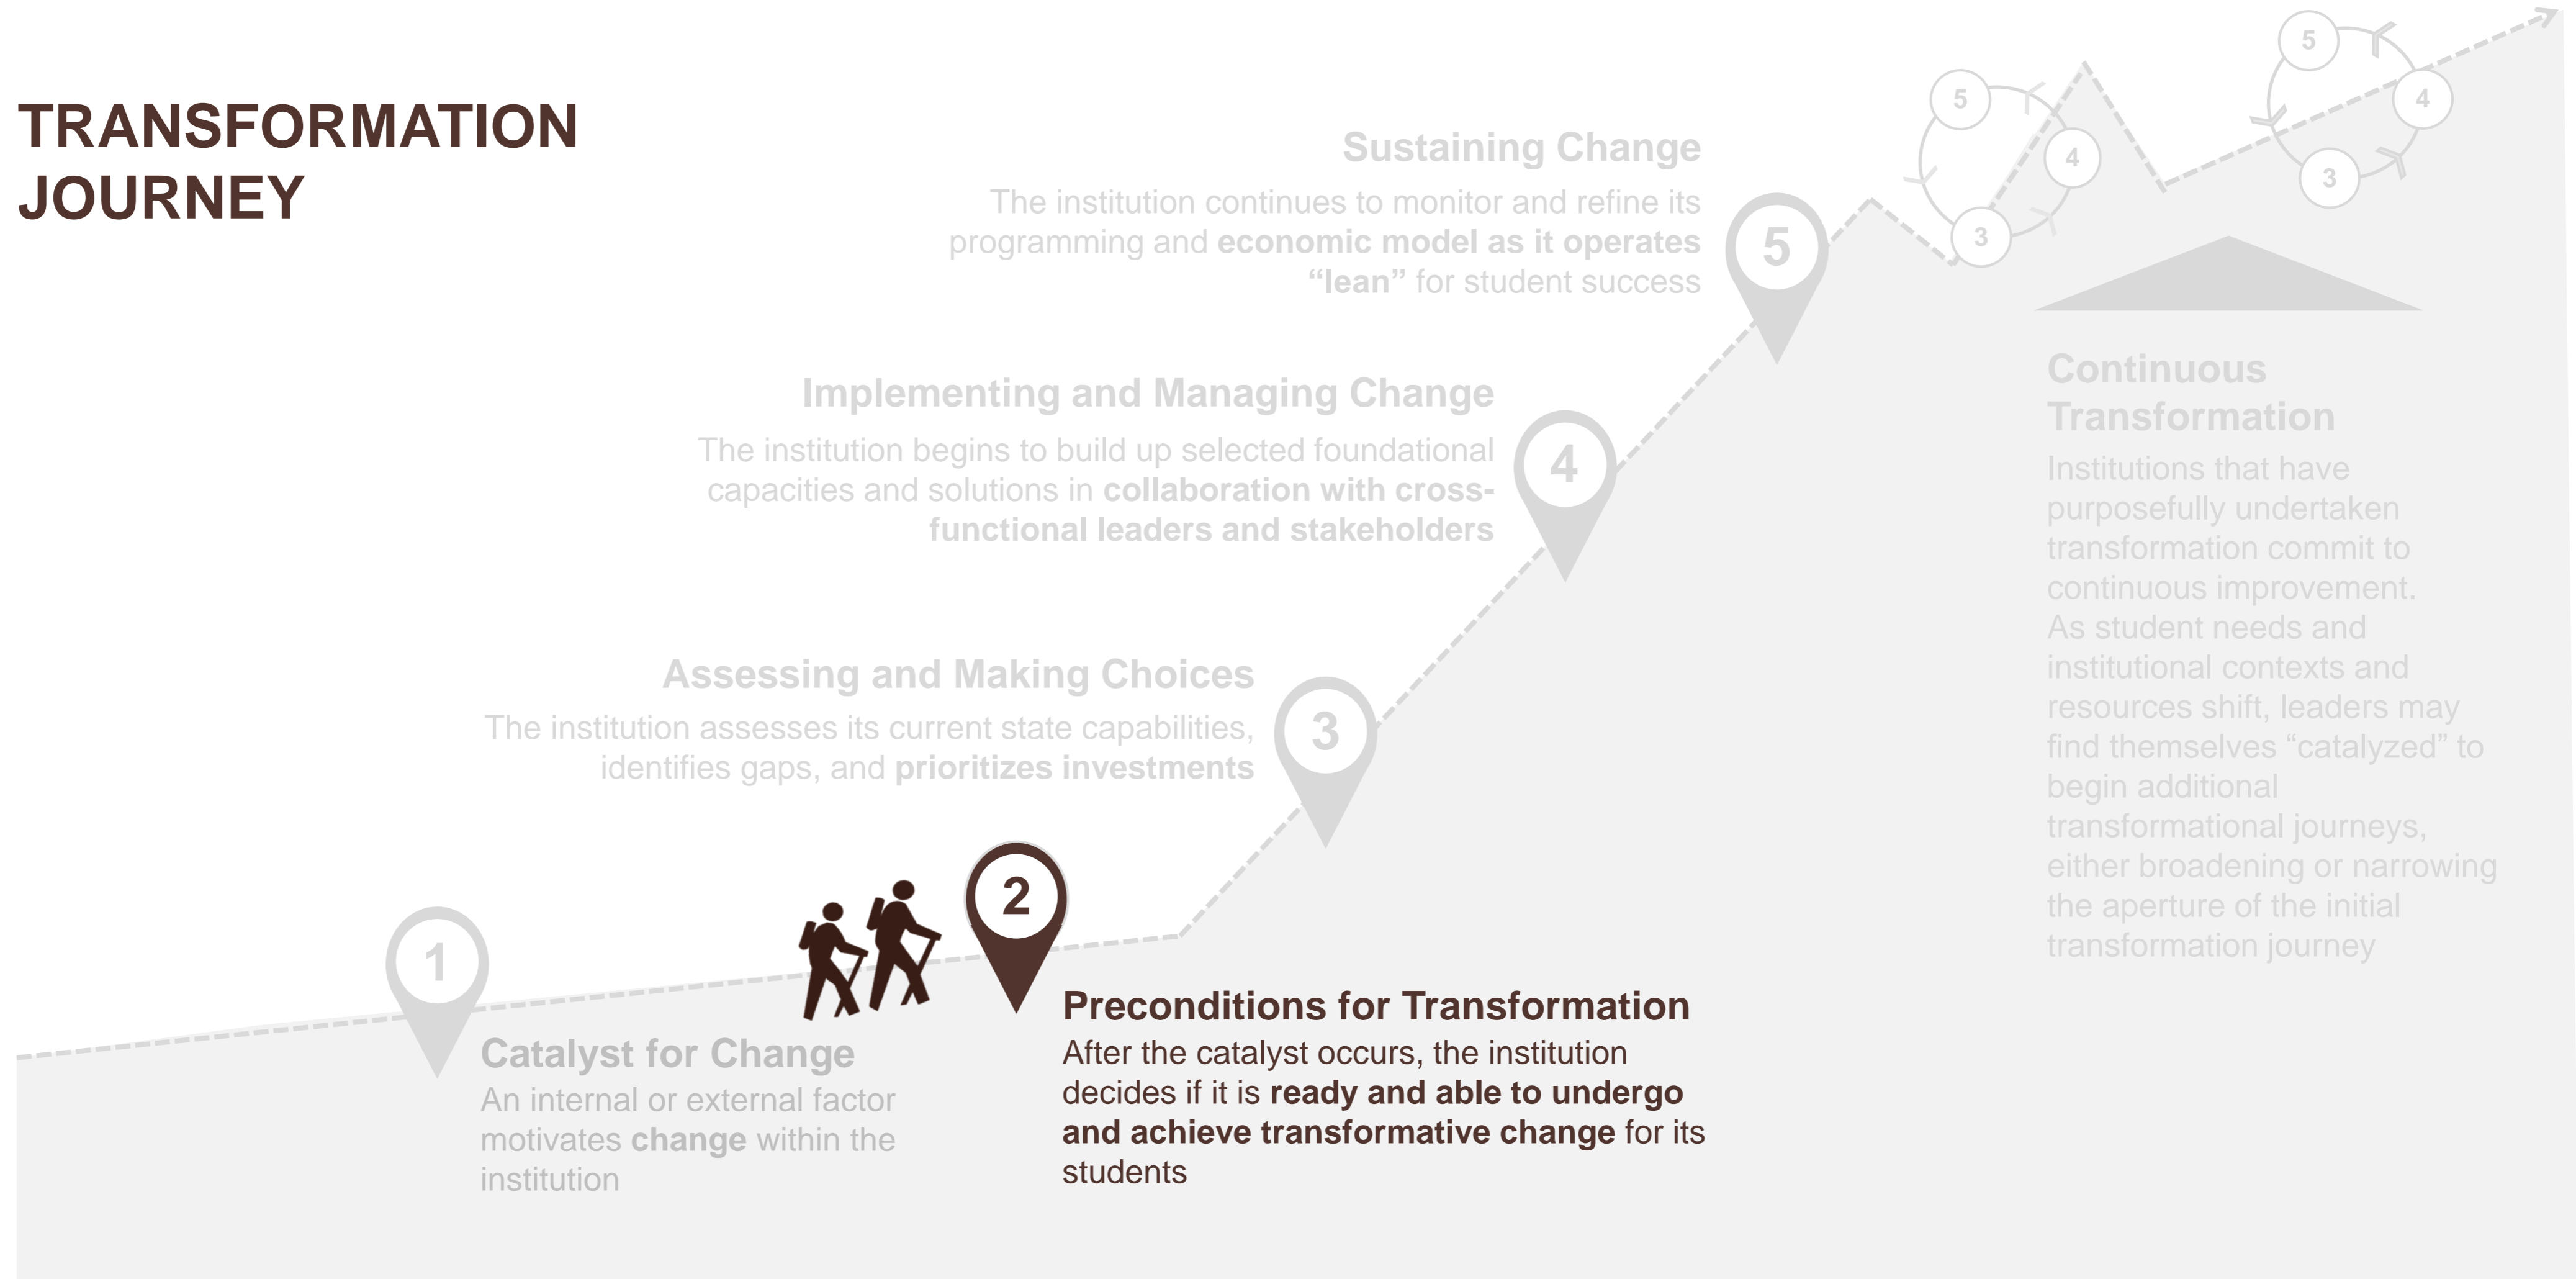 TRANSFORMATION
JOURNEY
1
Catalyst for Change
An internal or external factor
motivates change within the
institution
2
Preconditions for Transformation
After the catalyst occurs, the institution
decides if it is ready and able to undergo
and achieve transformative change for its
students
3
Assessing and Making Choices
The institution assesses its current state capabilities,
identifies gaps, and prioritizes investments
4
Implementing and Managing Change
The institution begins to build up selected foundational
capacities and solutions in collaboration with cross-
functional leaders and stakeholders
5
Sustaining Change
The institution continues to monitor and refine its
programming and economic model as it operates
“lean” for student success
5
4
3
5
4
3
Continuous
Transformation
Institutions that have
purposefully undertaken
transformation commit to
continuous improvement.
As student needs and
institutional contexts and
resources shift, leaders may
find themselves “catalyzed” to
begin additional
transformational journeys,
either broadening or narrowing
the aperture of the initial
transformation journey